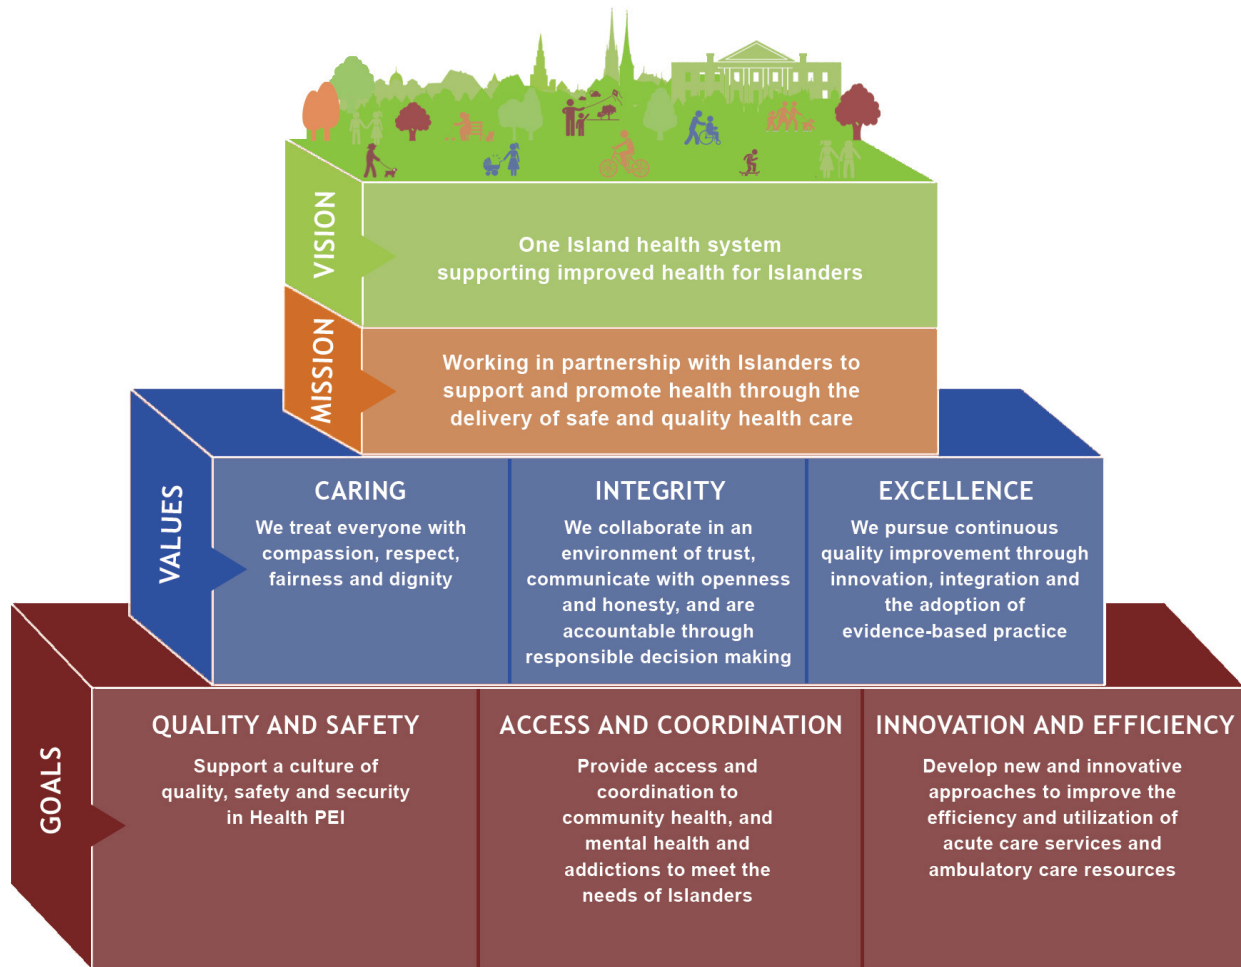 VISION
One Island health system
supporting improved health for Islanders
MISSION
Working in partnership with Islanders to
support and promote health through the
delivery of safe and quality health care
VALUES
CARING
We treat everyone with
compassion, respect,
fairness and dignity
INTEGRITY
We collaborate in an
environment of trust,
communicate with openness
and honesty, and are
accountable through
responsible decision making
EXCELLENCE
We pursue continuous
quality improvement through
innovation, integration and
the adoption of
evidence-based practice
GOALS
QUALITY AND SAFETY
Support a culture of
quality, safety and security
in Health PEI
ACCESS AND COORDINATION
Provide access and
coordination to
community health, and
mental health and
addictions to meet the
needs of Islanders
INNOVATION AND EFFICIENCY
Develop new and innovative
approaches to improve the
efficiency and utilization of
acute care services and
ambulatory care resources